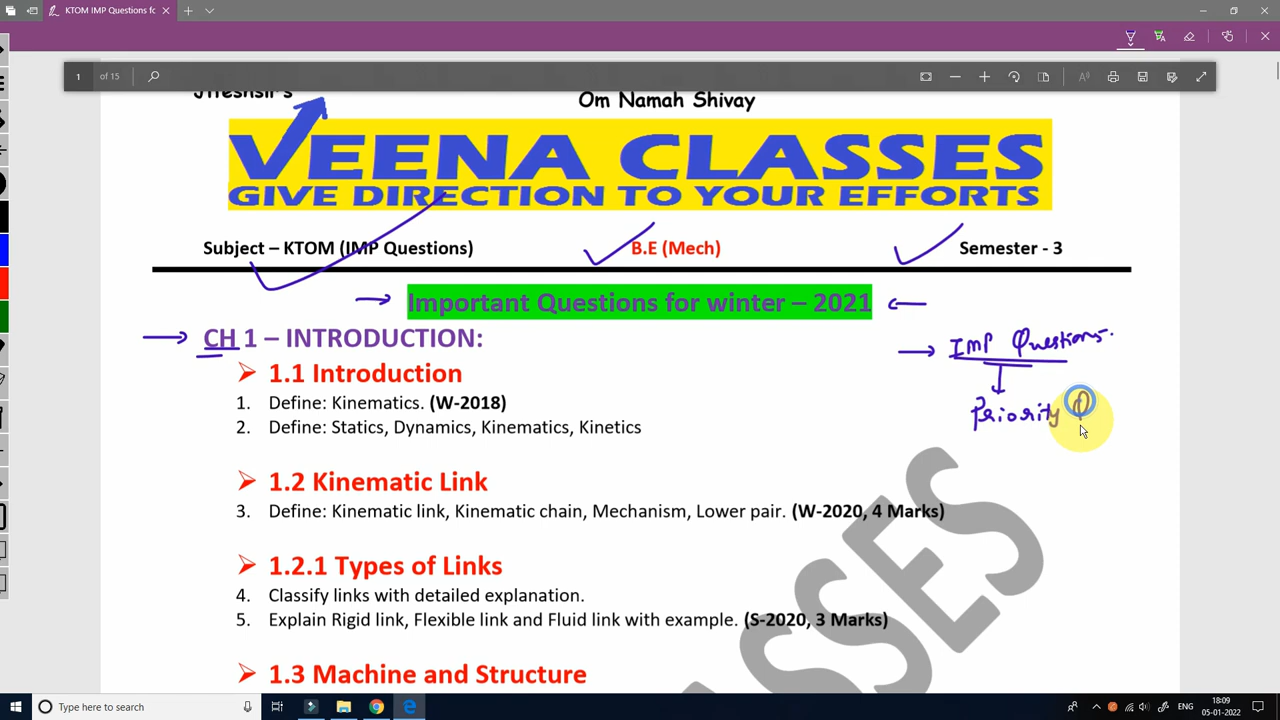 KTOM IMP Questions fo
1 of 15
Jiteshsir's
Om Namah Shivay
VEENA CLASSES
GIVE DIRECTION TO YOUR EFFORTS
Subject – KTOM (IMP Questions) B.E (Mech) Semester - 3
Important Questions for winter – 2021
CH 1 – INTRODUCTION:
IMP Questions.
Priority
1.1 Introduction
1. Define: Kinematics. (W-2018)
2. Define: Statics, Dynamics, Kinematics, Kinetics
1.2 Kinematic Link
3. Define: Kinematic link, Kinematic chain, Mechanism, Lower pair. (W-2020, 4 Marks)
1.2.1 Types of Links
4. Classify links with detailed explanation.
5. Explain Rigid link, Flexible link and Fluid link with example. (S-2020, 3 Marks)
1.3 Machine and Structure
SSES
Type here to search
ENG
18:09
05-01-2022